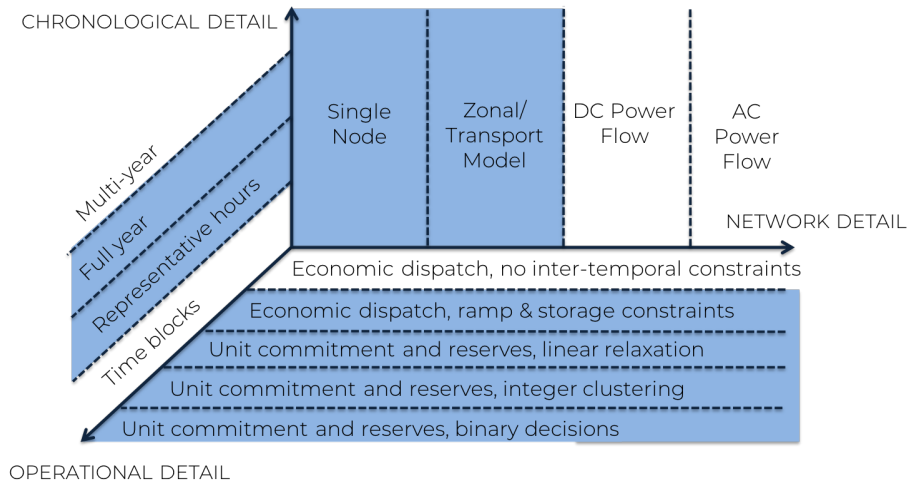 CHRONOLOGICAL DETAIL
Single
Node
Zonal/
Transport
Model
DC Power
Flow
AC
Power
Flow
Multi-year
Full year
Representative hours
Time blocks
NETWORK DETAIL
Economic dispatch, no inter-temporal constraints
Economic dispatch, ramp & storage constraints
Unit commitment and reserves, linear relaxation
Unit commitment and reserves, integer clustering
Unit commitment and reserves, binary decisions
OPERATIONAL DETAIL